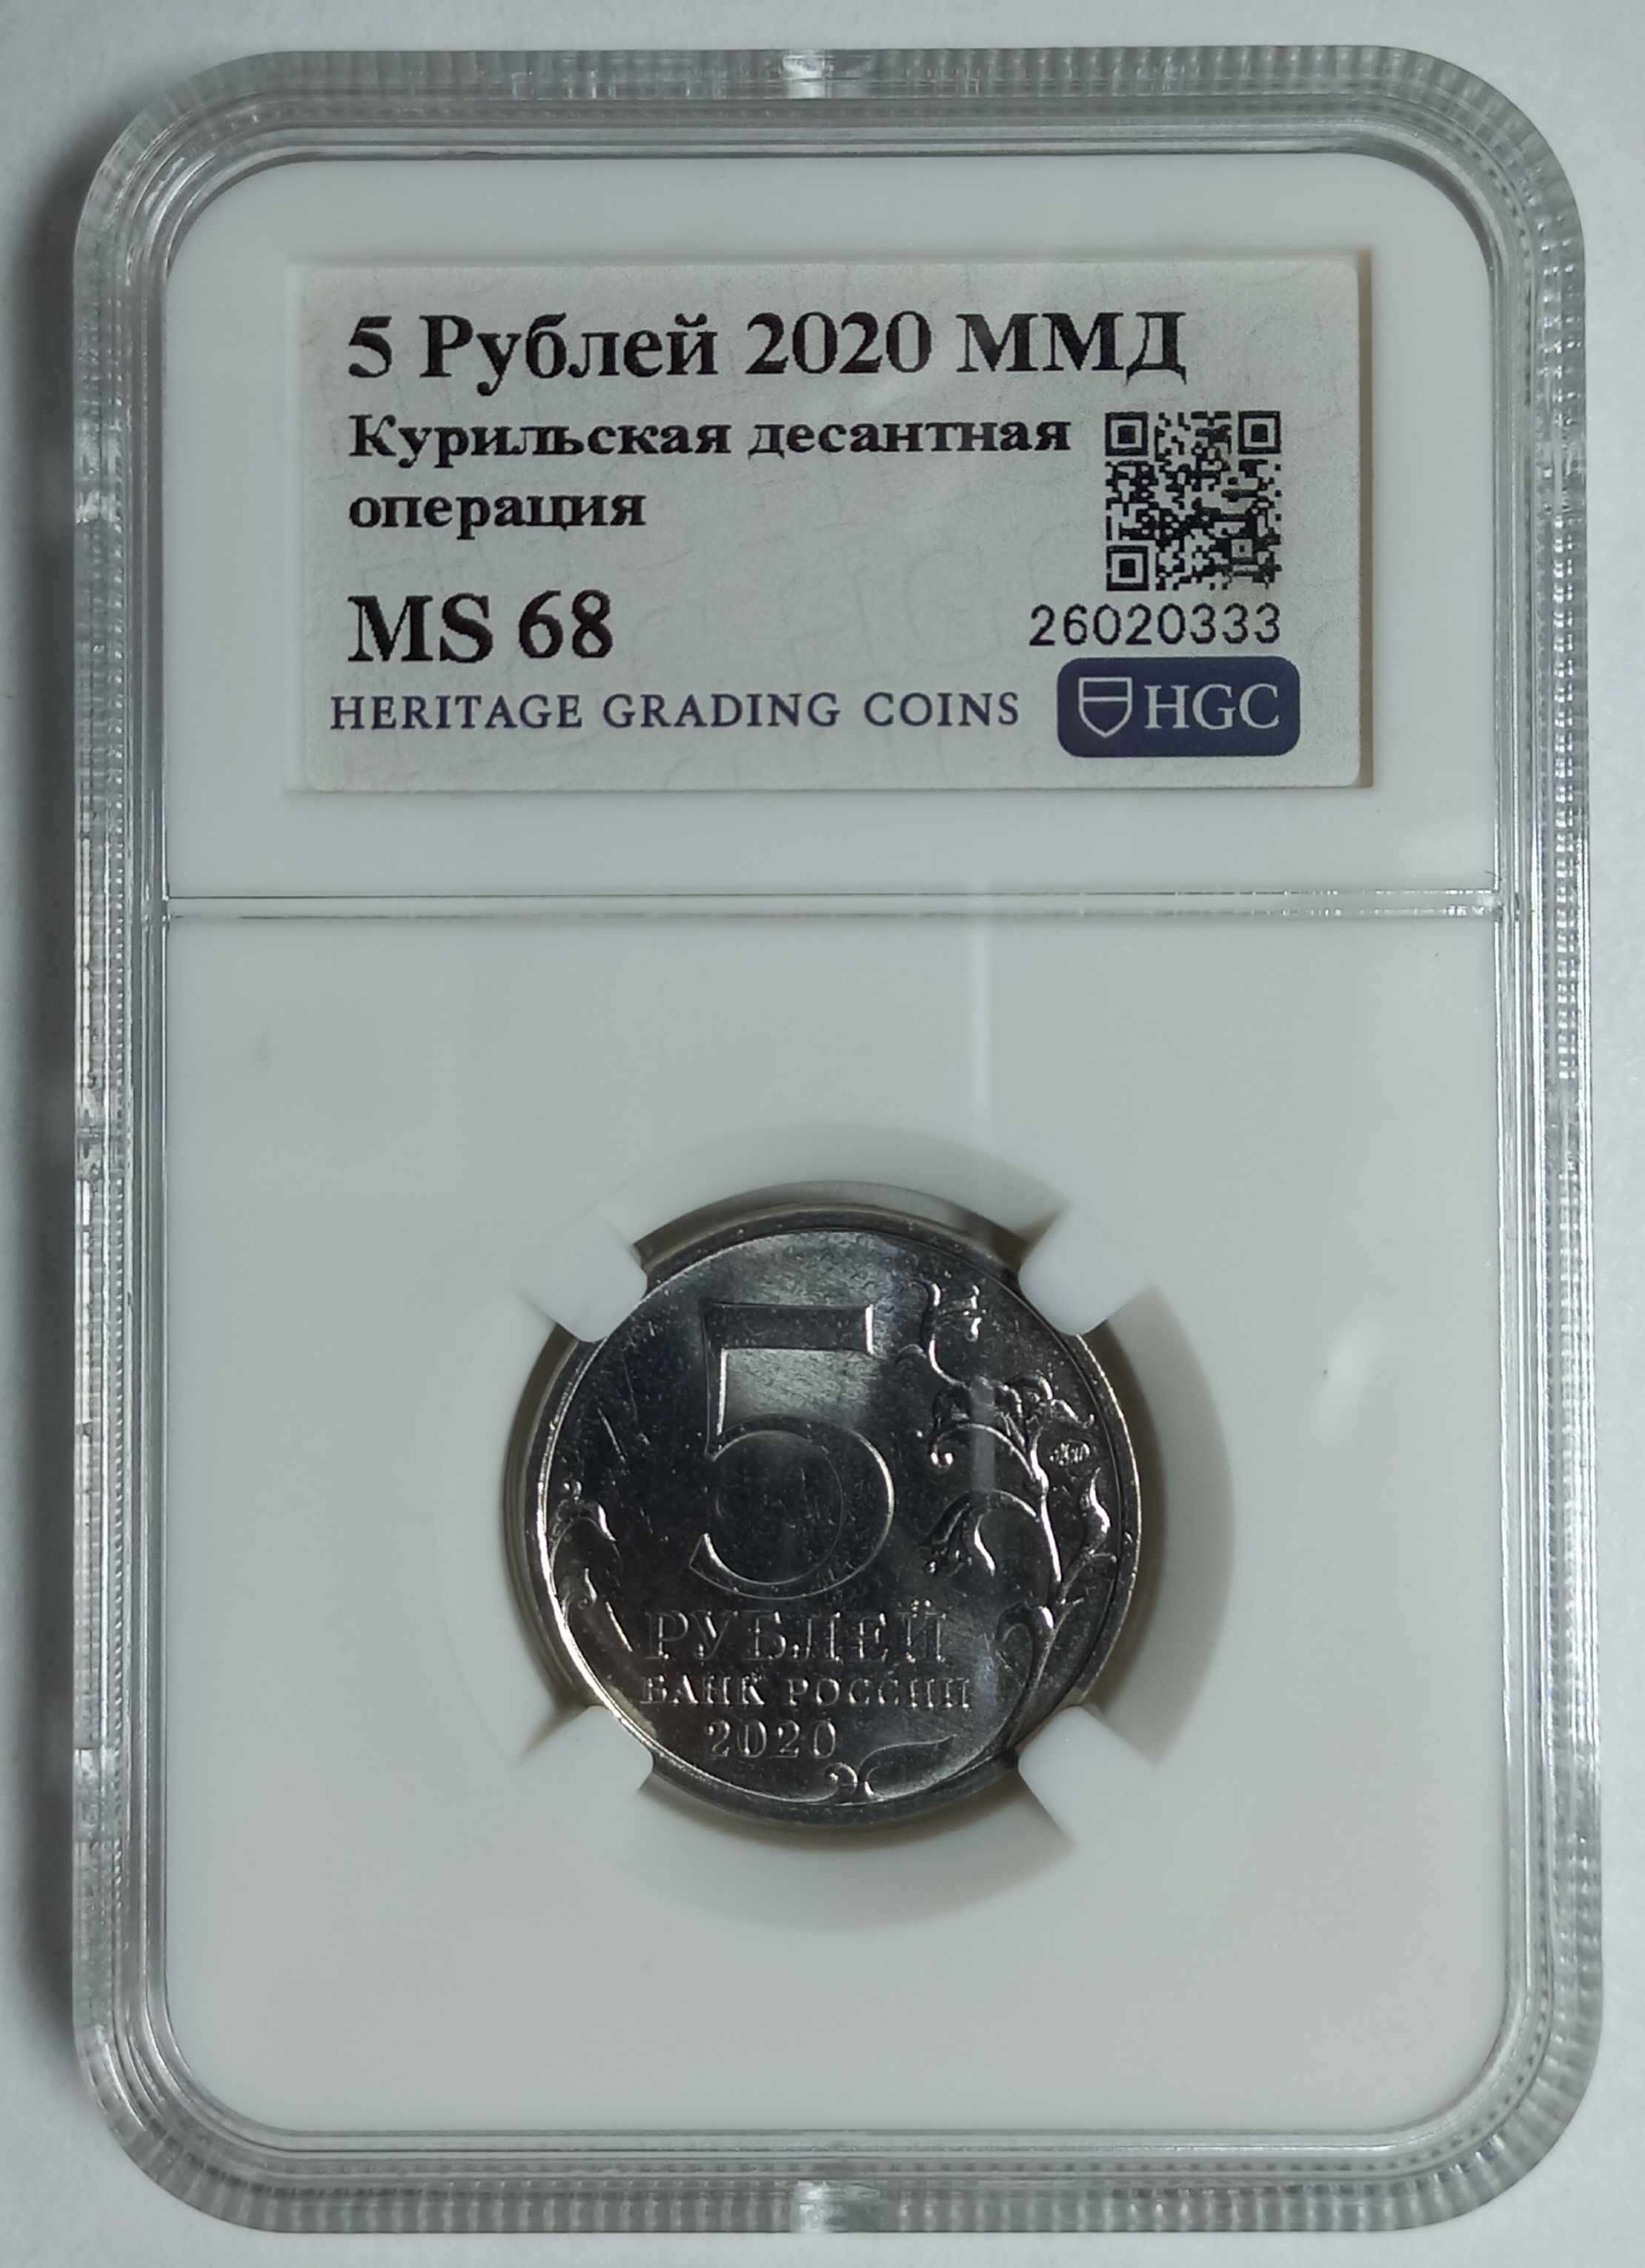 5 Рублей 2020 ММД
Курильская десантная
операция
MS 68
26020333
HERITAGE GRADING COINS
HGC
5
РУБЛЕЙ
БАНК РОССИИ
2020